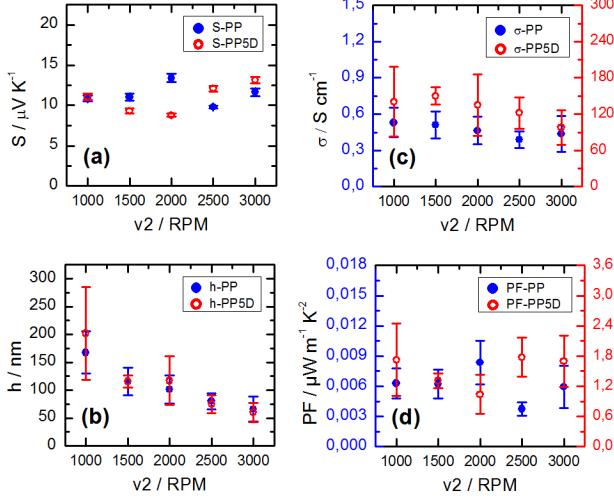 S-PP
S-PP5D
25
20
15
10
5
0
S / μV K⁻¹
(a)
1000 1500 2000 2500 3000
v2 / RPM
σ-PP
σ-PP5D
1,5
1,2
0,9
0,6
0,3
0,0
σ / S cm⁻¹
300
240
180
120
60
0
(c)
1000 1500 2000 2500 3000
v2 / RPM
h-PP
h-PP5D
300
250
200
150
100
50
0
h / nm
(b)
1000 1500 2000 2500 3000
v2 / RPM
PF-PP
PF-PP5D
0,018
0,015
0,012
0,009
0,006
0,003
0,000
PF / μW m⁻¹ K⁻²
3,6
3,0
2,4
1,8
1,2
0,6
0,0
(d)
1000 1500 2000 2500 3000
v2 / RPM